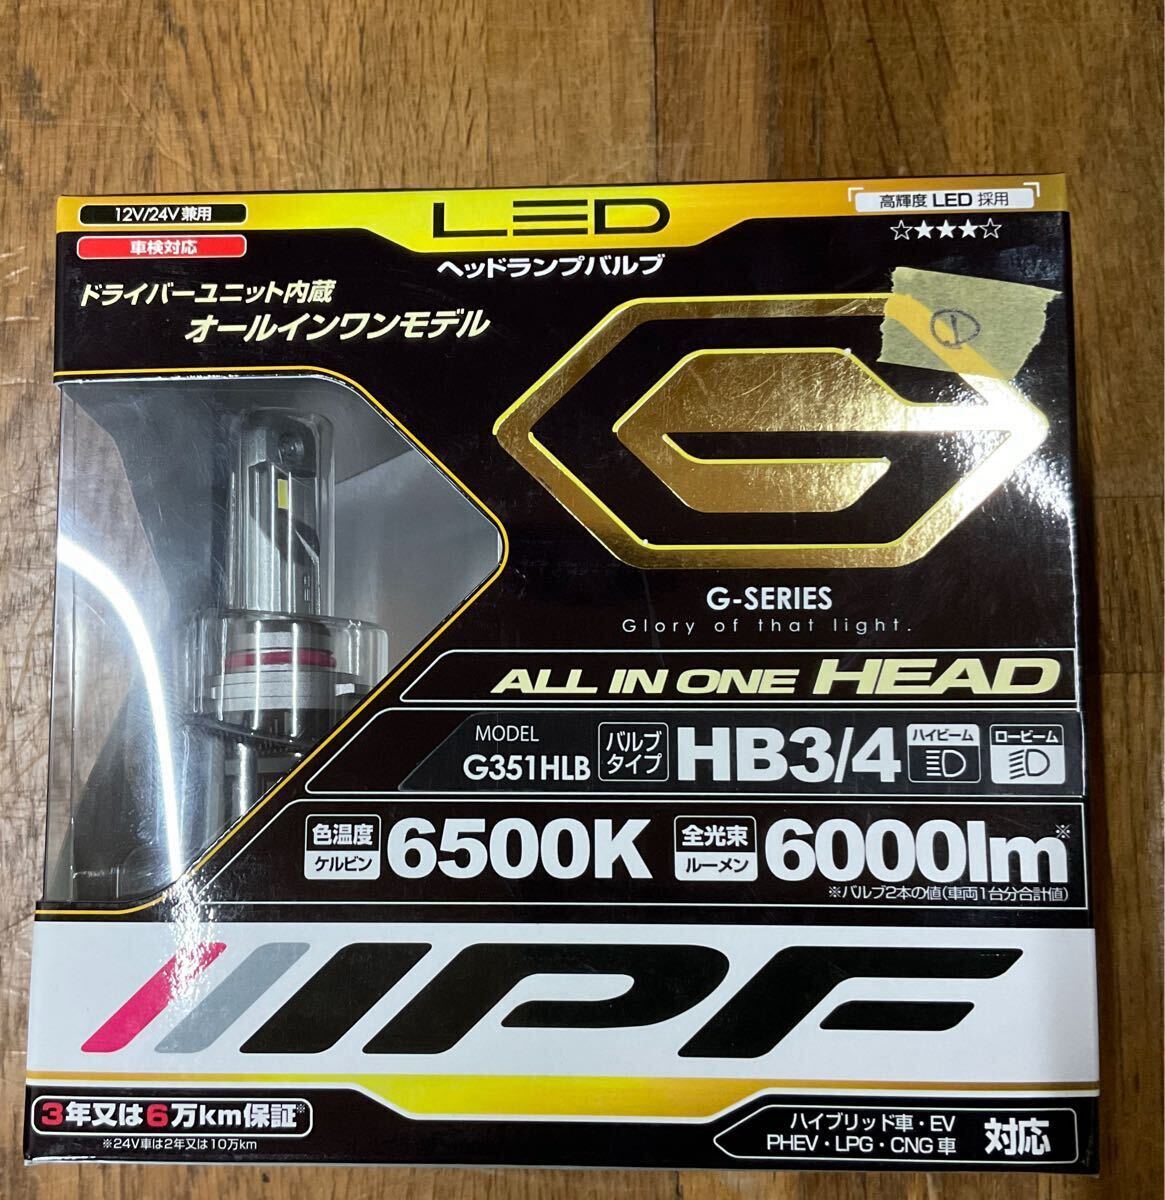 12V/24V兼用
車検対応
LED
ヘッドランプバルブ
高輝度 LED 採用
☆★★★☆
ドライバーユニット内蔵
オールインワンモデル
①
G-SERIES
Glory of that light.
ALL IN ONE HEAD
MODEL
G351HLB
バルブ
タイプ
HB3/4
ハイビーム
ロービーム
色温度
ケルビン
6500K
全光束
ルーメン
6000lm※
※バルブ2本の値(車両1台分合計値)
IPF
3年又は6万km保証※
※24V車は2年又は10万km
ハイブリッド車・EV
PHEV・LPG・CNG車
対応